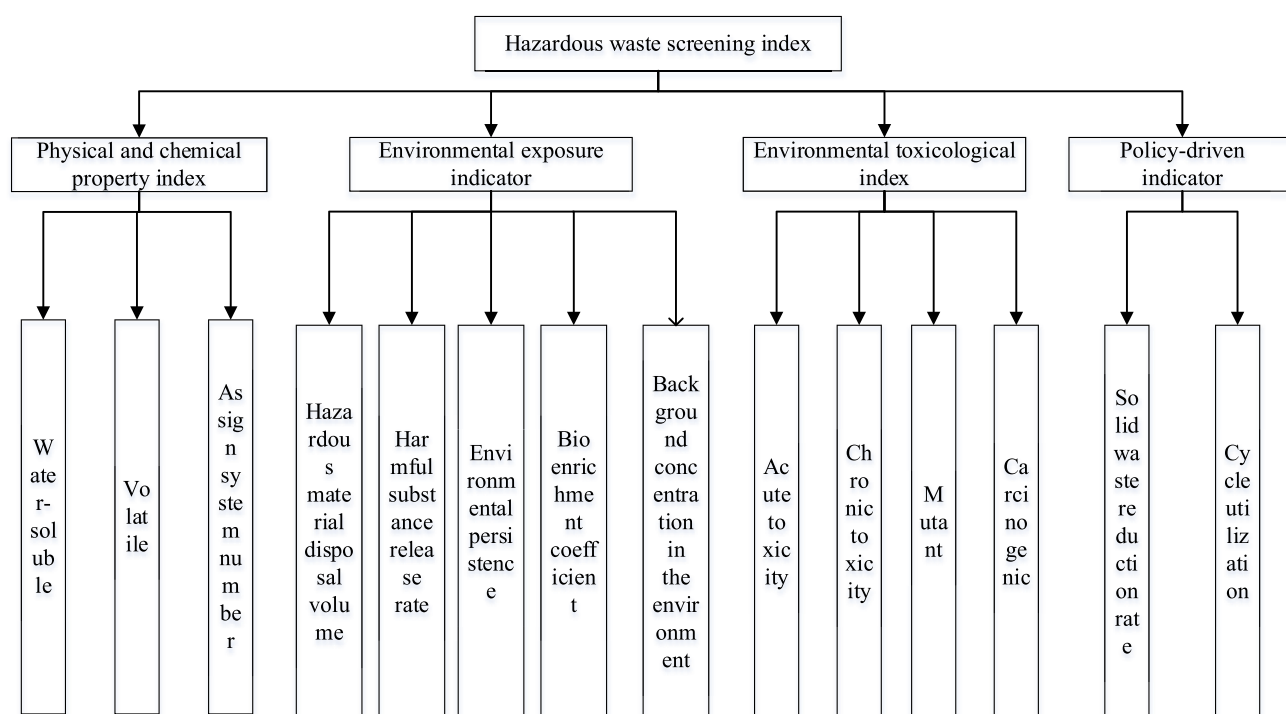 Hazardous waste screening index
Physical and chemical
property index
Environmental exposure
indicator
Environmental toxicological
index
Policy-driven
indicator
W
ate
r-
sol
ub
le
Vo
lat
ile
As
sig
n
sy
ste
m
nu
m
be
r
Haza
rdou
s
mate
rial
dispo
sal
volu
me
Har
mful
subst
ance
relea
se
rate
Envi
ronm
ental
persi
stenc
e
Bio
enric
hme
nt
coeff
icien
t
Back
grou
nd
conc
entra
tion
in
the
envir
onm
ent
Ac
ute
to
xic
ity
Ch
ro
nic
to
xic
ity
M
uta
nt
Ca
rci
no
ge
nic
So
lid
wa
ste
re
du
cti
on
rat
e
Cy
cle
uti
liz
ati
on